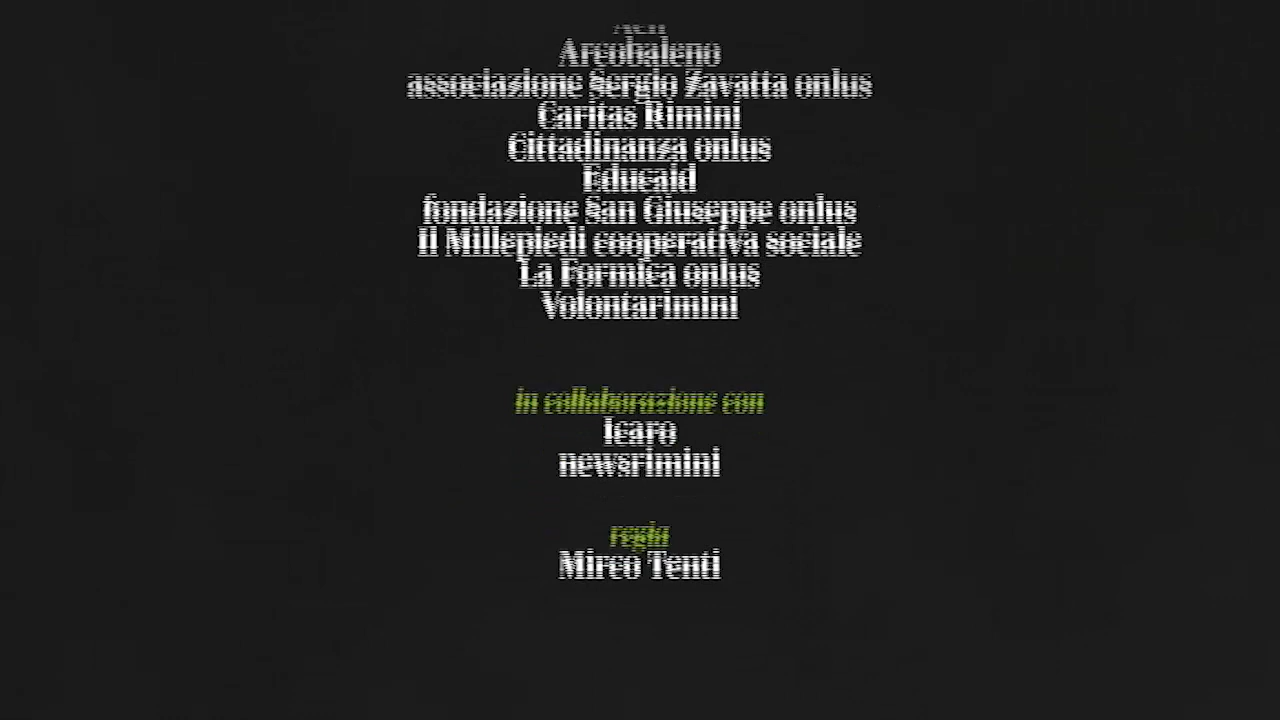 Arcobaleno
associazione Sergio Zavatta onlus
Caritas Rimini
Cittadinanza onlus
Educaid
fondazione San Giuseppe onlus
Il Millepiedi cooperativa sociale
La Formica onlus
Volontarimini
in collaborazione con
Icaro
newsrimini
regia
Mirco Tenti